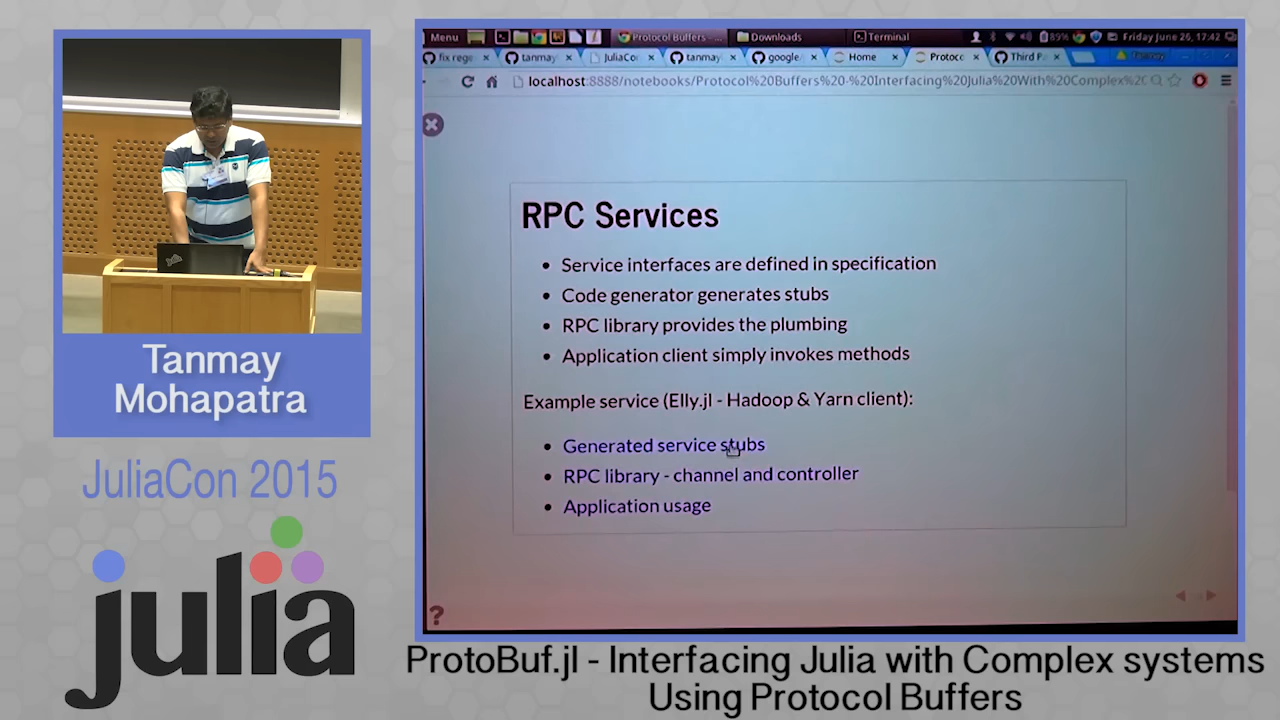 Menu
Protocol Buffers -
Downloads
Terminal
89%
Friday June 26, 17:42
fix rege
tanmay
JuliaCo
tanmay
google
Home
Protoc
Third P
localhost:8888/notebooks/Protocol%20Buffers%20-%20Interfacing%20Julia%20With%20Complex%2C
RPC Services
Service interfaces are defined in specification
Code generator generates stubs
RPC library provides the plumbing
Application client simply invokes methods
Example service (Elly.jl - Hadoop & Yarn client):
Generated service stubs
RPC library - channel and controller
Application usage
?
Tanmay
Mohapatra
JuliaCon 2015
julia
ProtoBuf.jl - Interfacing Julia with Complex systems
Using Protocol Buffers